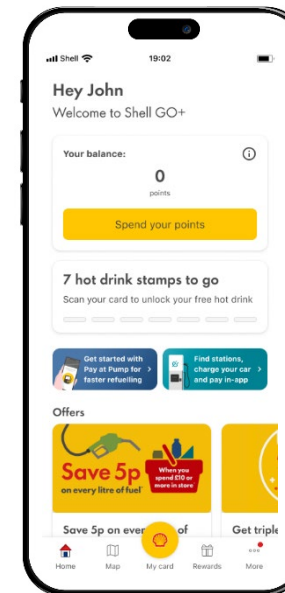 Shell 19:02
Hey John
Welcome to Shell GO+
Your balance:
0
points
Spend your points
7 hot drink stamps to go
Scan your card to unlock your free hot drink
Get started with
Pay at Pump for
faster refuelling
Find stations,
charge your car
and pay in-app
Offers
Save 5p
on every litre of fuel*
When you
spend £10 or
more in store
Save 5p on every of
Get triple
Home Map My card Rewards More